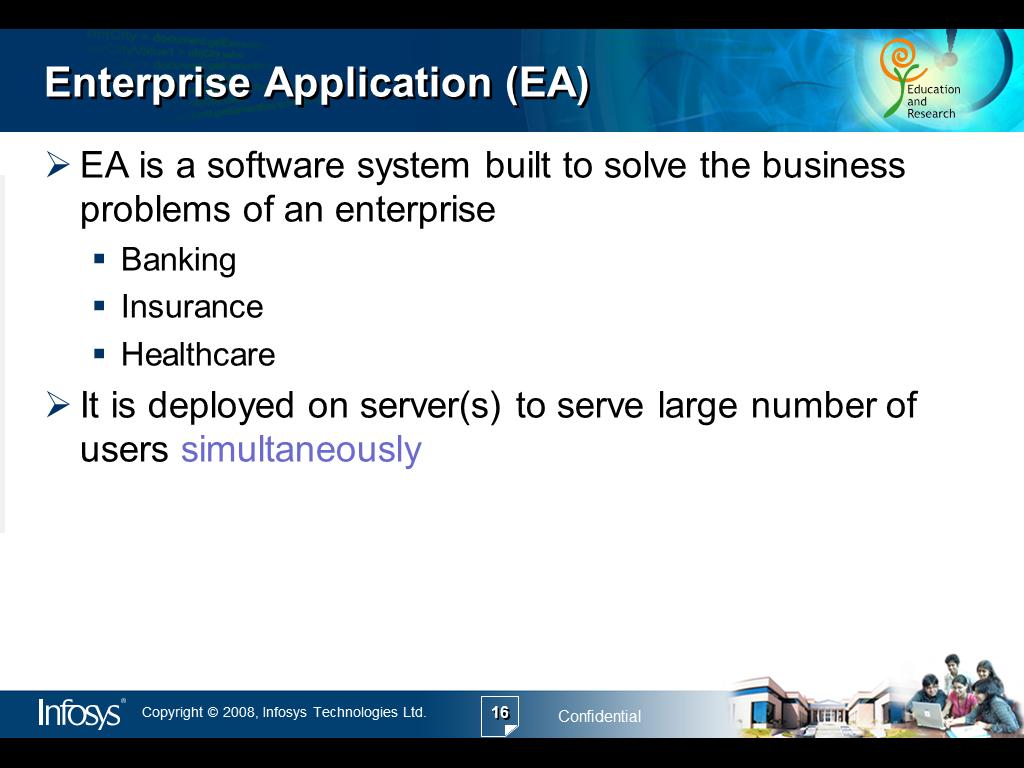 Enterprise Application (EA)
Education
and
Research
EA is a software system built to solve the business
problems of an enterprise
Banking
Insurance
Healthcare
It is deployed on server(s) to serve large number of
users simultaneously
Infosys®
Copyright © 2008, Infosys Technologies Ltd.
16
Confidential